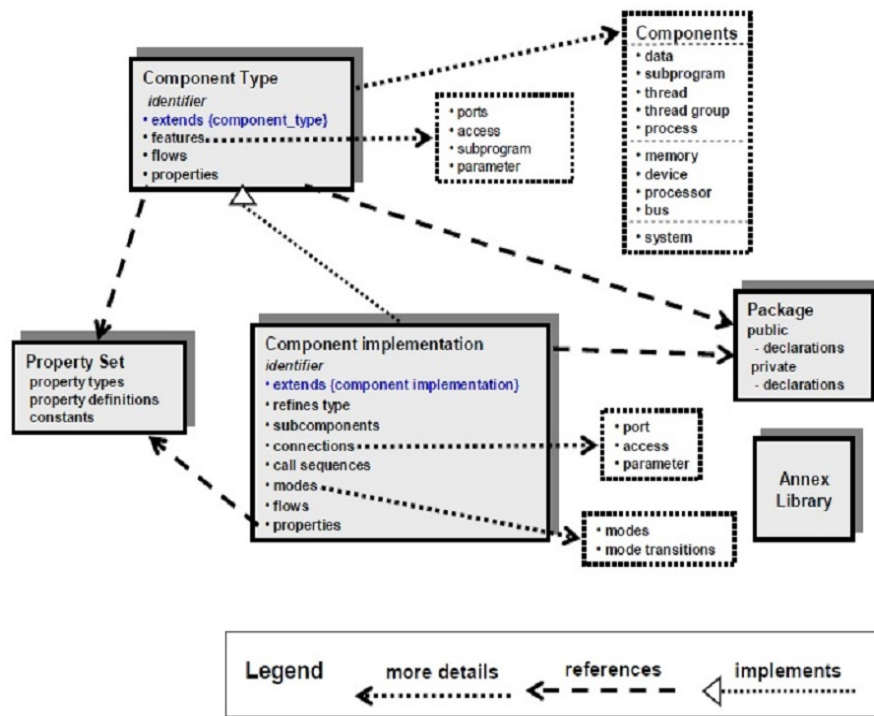 Component Type
identifier
• extends {component_type}
• features
• flows
• properties
• ports
• access
• subprogram
• parameter
Components
• data
• subprogram
• thread
• thread group
• process
• memory
• device
• processor
• bus
• system
Property Set
property types
property definitions
constants
Component implementation
identifier
• extends {component implementation}
• refines type
• subcomponents
• connections
• call sequences
• modes
• flows
• properties
Package
public
- declarations
private
- declarations
• port
• access
• parameter
• modes
• mode transitions
Annex
Library
Legend
more details
references
implements